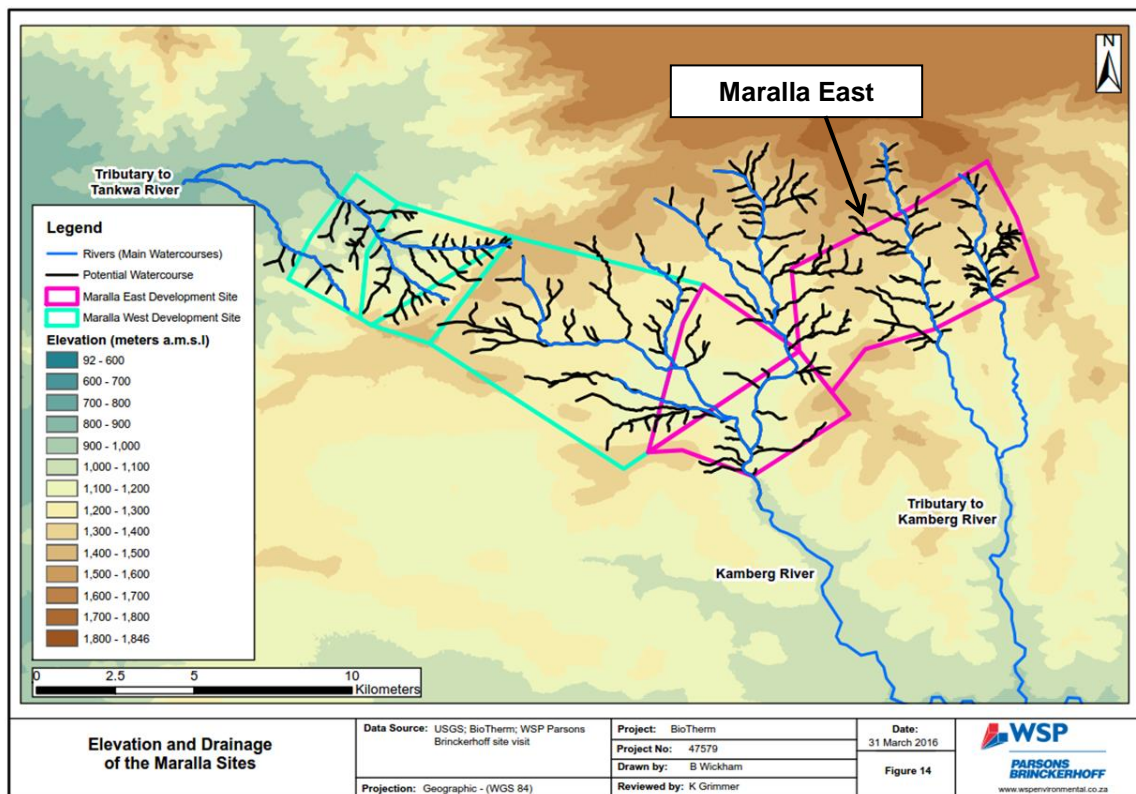 N
Maralla East
Tributary to
Tankwa River
Legend
Rivers (Main Watercourses)
Potential Watercourse
Maralla East Development Site
Maralla West Development Site
Elevation (meters a.m.s.l)
92 - 600
600 - 700
700 - 800
800 - 900
900 - 1,000
1,000 - 1,100
1,100 - 1,200
1,200 - 1,300
1,300 - 1,400
1,400 - 1,500
1,500 - 1,600
1,600 - 1,700
1,700 - 1,800
1,800 - 1,846
Tributary to
Kamberg River
Kamberg River
0 2.5 5 10
Kilometers
Elevation and Drainage
of the Maralla Sites
Data Source: USGS; BioTherm; WSP Parsons
Brinckerhoff site visit
Projection: Geographic - (WGS 84)
Project: BioTherm
Project No: 47579
Drawn by: B Wickham
Reviewed by: K Grimmer
Date:
31 March 2016
Figure 14
WSP
PARSONS
BRINCKERHOFF
www.wspenvironmental.co.za